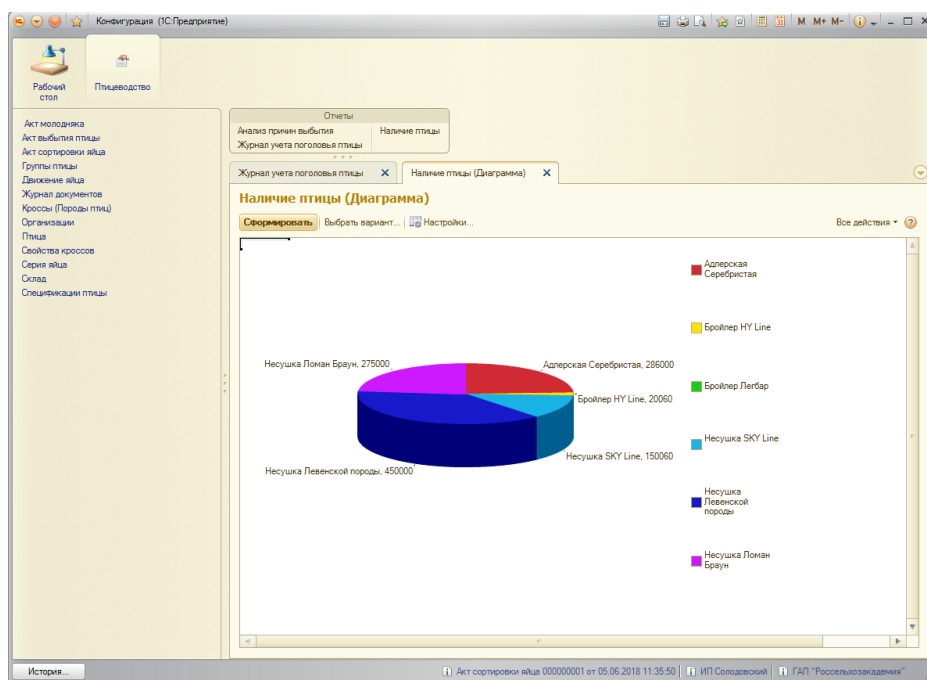 Конфигурация (1С:Предприятие)
M M+ M-
Рабочий
стол
Птицеводство
Акт молодняка
Акт выбытия птицы
Акт сортировки яйца
Группы птицы
Движение яйца
Журнал документов
Кроссы (Породы птиц)
Организации
Птица
Свойства кроссов
Серия яйца
Склад
Спецификации птицы
Отчеты
Анализ причин выбытия
Наличие птицы
Журнал учета поголовья птицы
Журнал учета поголовья птицы
Наличие птицы (Диаграмма)
Наличие птицы (Диаграмма)
Сформировать
Выбрать вариант...
Настройки...
Все действия
Несушка Ломан Браун, 275000
Адлерская Серебристая, 286000
Бройлер HY Line, 20060
Несушка SKY Line, 150060
Несушка Левенской породы, 450000
Адлерская
Серебристая
Бройлер HY Line
Бройлер Легбар
Несушка SKY Line
Несушка
Левенской
породы
Несушка Ломан
Браун
История...
Акт сортировки яйца 000000001 от 05.06.2018 11:35:50
ИП Солодовский
ГАП "Россельхозакадемия"